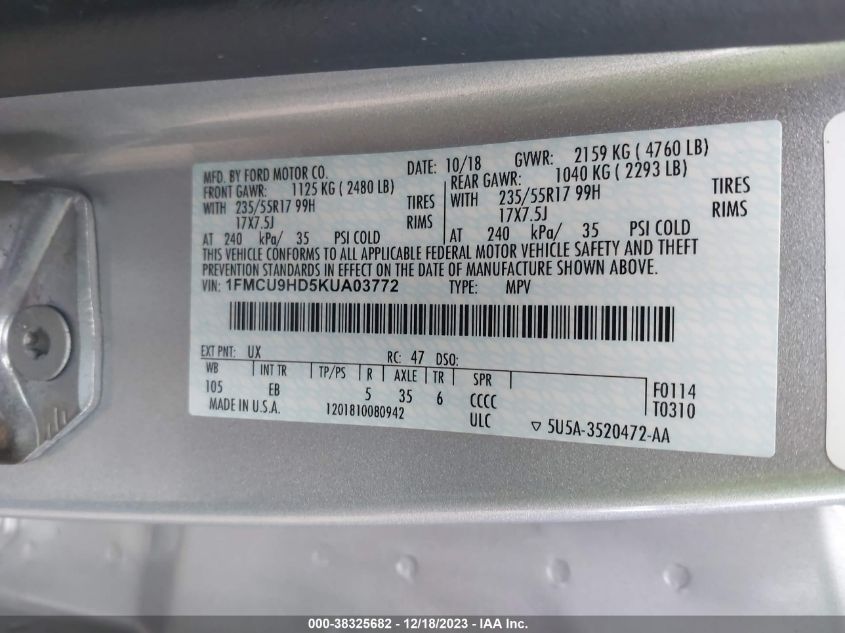 MFD. BY FORD MOTOR CO.
DATE: 10/18 GVWR: 2159 KG ( 4760 LB)
FRONT GAWR: 1125 KG ( 2480 LB)
REAR GAWR: 1040 KG ( 2293 LB)
WITH 235/55R17 99H TIRES
WITH 235/55R17 99H TIRES
17X7.5J RIMS
17X7.5J RIMS
AT 240 kPa/ 35 PSI COLD
AT 240 kPa/ 35 PSI COLD
THIS VEHICLE CONFORMS TO ALL APPLICABLE FEDERAL MOTOR VEHICLE SAFETY AND THEFT
PREVENTION STANDARDS IN EFFECT ON THE DATE OF MANUFACTURE SHOWN ABOVE.
VIN: 1FMCU9HD5KUA03772 TYPE: MPV
EXT PNT: UX RC: 47 DSO:
WB INT TR TP/PS R AXLE TR SPR
105 EB 5 35 6 CCCC
F0114
T0310
MADE IN U.S.A. 1201810080942 ULC ▽ 5U5A-3520472-AA
000-38325682 - 12/18/2023 - IAA Inc.